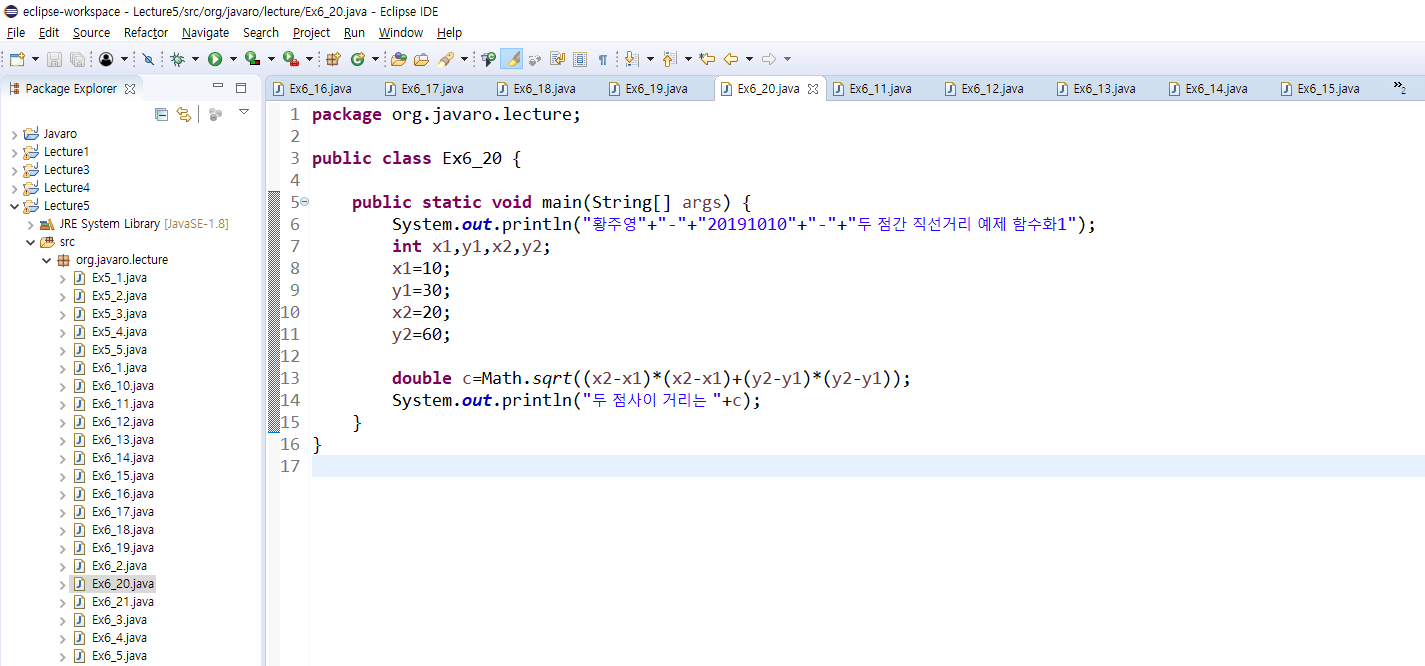 eclipse-workspace - Lecture5/src/org/javaro/lecture/Ex6_20.java - Eclipse IDE
File Edit Source Refactor Navigate Search Project Run Window Help
Package Explorer
Ex6_16.java Ex6_17.java Ex6_18.java Ex6_19.java Ex6_20.java Ex6_11.java Ex6_12.java Ex6_13.java Ex6_14.java Ex6_15.java »2
Javaro
Lecture1
Lecture3
Lecture4
Lecture5
JRE System Library [JavaSE-1.8]
src
org.javaro.lecture
Ex5_1.java
Ex5_2.java
Ex5_3.java
Ex5_4.java
Ex5_5.java
Ex6_1.java
Ex6_10.java
Ex6_11.java
Ex6_12.java
Ex6_13.java
Ex6_14.java
Ex6_15.java
Ex6_16.java
Ex6_17.java
Ex6_18.java
Ex6_19.java
Ex6_2.java
Ex6_20.java
Ex6_21.java
Ex6_3.java
Ex6_4.java
Ex6_5.java
1 package org.javaro.lecture;
2
3 public class Ex6_20 {
4
5 public static void main(String[] args) {
6 System.out.println("황주영"+"-"+"20191010"+"-"+"두 점간 직선거리 예제 함수화1");
7 int x1,y1,x2,y2;
8 x1=10;
9 y1=30;
10 x2=20;
11 y2=60;
12
13 double c=Math.sqrt((x2-x1)*(x2-x1)+(y2-y1)*(y2-y1));
14 System.out.println("두 점사이 거리는 "+c);
15 }
16 }
17